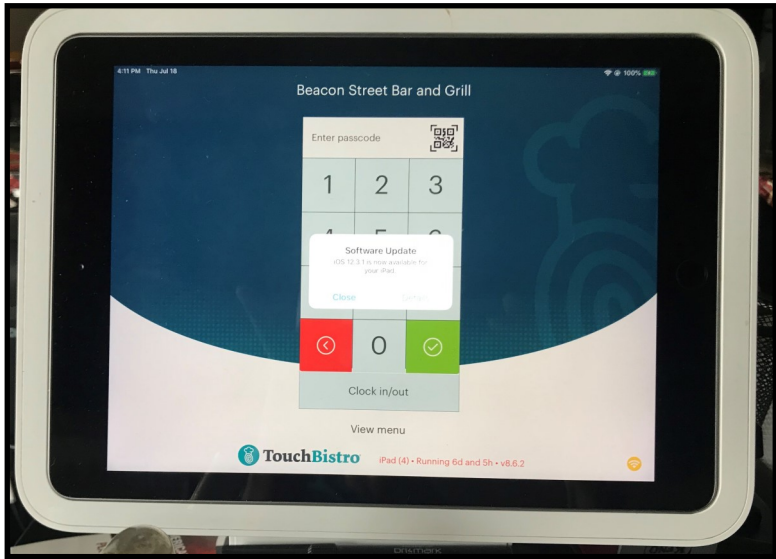 4:11 PM Thu Jul 18
100%
Beacon Street Bar and Grill
Enter passcode
1 2 3
Software Update
iOS 12.3.1 is now available for
your iPad.
Close Details
0
Clock in/out
View menu
TouchBistro iPad (4) • Running 6d and 5h • v8.6.2